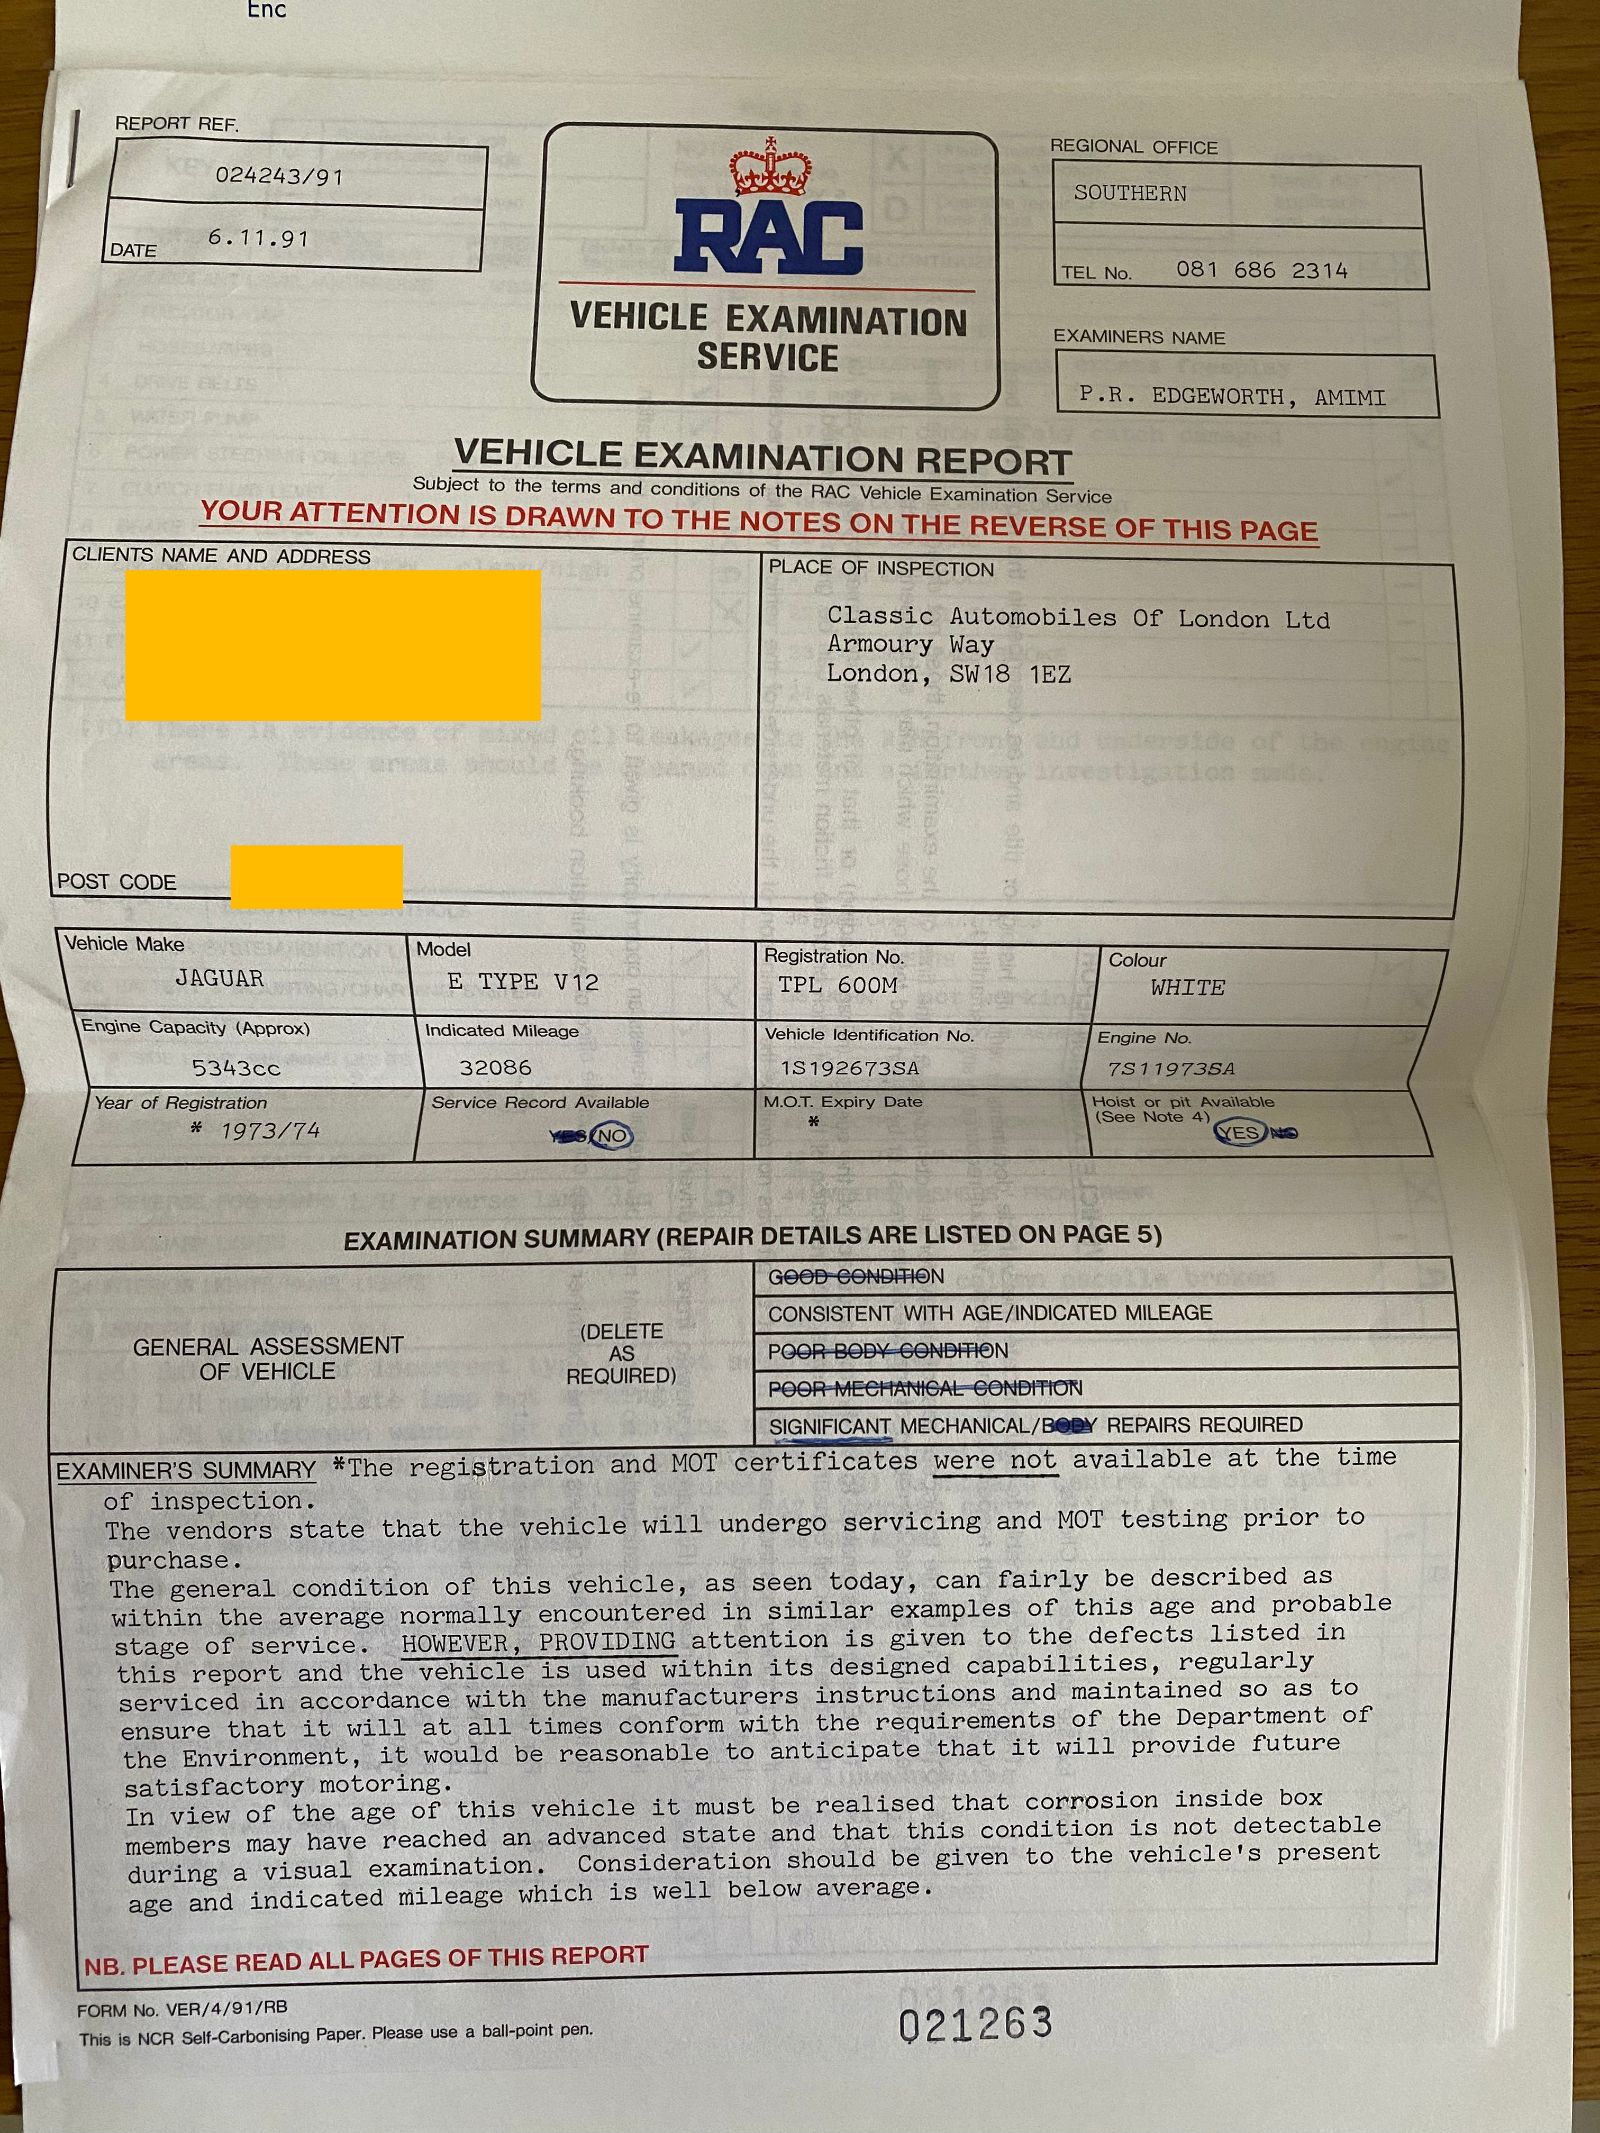 Enc
REPORT REF.
024243/91
DATE 6.11.91
RAC
VEHICLE EXAMINATION
SERVICE
REGIONAL OFFICE
SOUTHERN
TEL No. 081 686 2314
EXAMINERS NAME
P.R. EDGEWORTH, AMIMI
VEHICLE EXAMINATION REPORT
Subject to the terms and conditions of the RAC Vehicle Examination Service
YOUR ATTENTION IS DRAWN TO THE NOTES ON THE REVERSE OF THIS PAGE
CLIENTS NAME AND ADDRESS
POST CODE
PLACE OF INSPECTION
Classic Automobiles Of London Ltd
Armoury Way
London, SW18 1EZ
Vehicle Make
JAGUAR
Model
E TYPE V12
Registration No.
TPL 600M
Colour
WHITE
Engine Capacity (Approx)
5343cc
Indicated Mileage
32086
Vehicle Identification No.
1S192673SA
Engine No.
7S11973SA
Year of Registration
* 1973/74
Service Record Available
YES/NO
M.O.T. Expiry Date
*
Hoist or pit Available
(See Note 4) YES/NO
EXAMINATION SUMMARY (REPAIR DETAILS ARE LISTED ON PAGE 5)
GENERAL ASSESSMENT
OF VEHICLE
(DELETE
AS
REQUIRED)
GOOD CONDITION
CONSISTENT WITH AGE/INDICATED MILEAGE
POOR BODY CONDITION
POOR MECHANICAL CONDITION
SIGNIFICANT MECHANICAL/BODY REPAIRS REQUIRED
EXAMINER'S SUMMARY *The registration and MOT certificates were not available at the time
of inspection.
The vendors state that the vehicle will undergo servicing and MOT testing prior to
purchase.
The general condition of this vehicle, as seen today, can fairly be described as
within the average normally encountered in similar examples of this age and probable
stage of service. HOWEVER, PROVIDING attention is given to the defects listed in
this report and the vehicle is used within its designed capabilities, regularly
serviced in accordance with the manufacturers instructions and maintained so as to
ensure that it will at all times conform with the requirements of the Department of
the Environment, it would be reasonable to anticipate that it will provide future
satisfactory motoring.
In view of the age of this vehicle it must be realised that corrosion inside box
members may have reached an advanced state and that this condition is not detectable
during a visual examination. Consideration should be given to the vehicle's present
age and indicated mileage which is well below average.
NB. PLEASE READ ALL PAGES OF THIS REPORT
FORM No. VER/4/91/RB
This is NCR Self-Carbonising Paper. Please use a ball-point pen.
021263